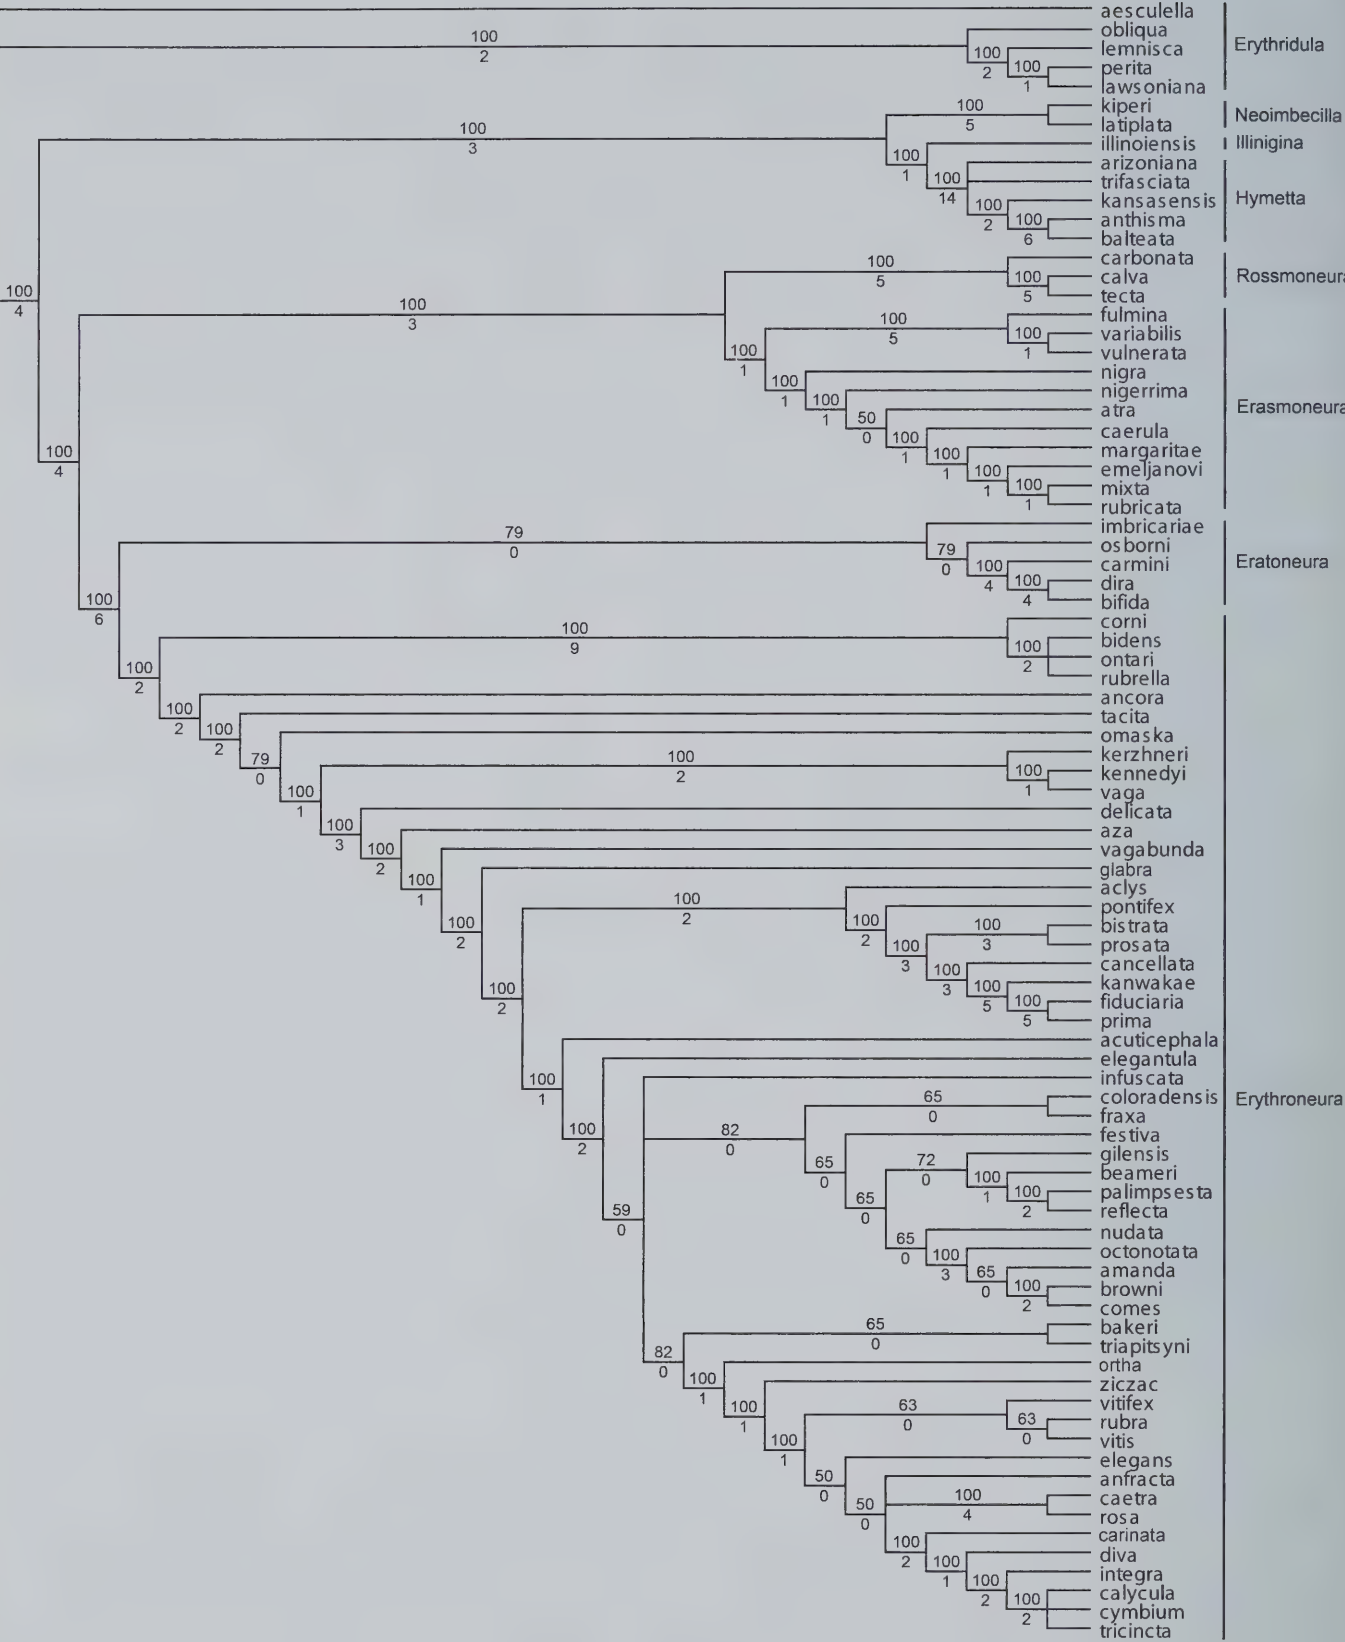 aesculella
obliqua
100
Erythridula
lemnisca
100
2
perita
100
2
lawsoniana
1
kiperi
100
Neoimbecilla
latiplata
5
100
illinoiensis
Illinigina
3
100
arizoniana
1
100
trifasciata
14
Hymetta
kansasensis
100
anthisma
100
2
balteata
6
carbonata
100
calva
100
Rossmoneura
5
100
4
tecta
5
100
fulmina
100
3
variabilis
100
5
vulnerata
100
1
1
nigra
100
nigerrima
1
100
Erasmoneura
atra
1
50
caerula
0
100
margaritae
1
100
100
emeljanovi
4
1
100
mixta
100
1
rubricata
1
imbricariae
79
osborni
79
0
Eratoneura
carmini
100
0
dira
100
4
bifida
100
4
6
corni
100
bidens
100
9
ontari
100
2
rubrella
2
ancora
100
tacita
2
100
omaska
2
kerzhneri
79
100
kennedyi
100
0
2
vaga
100
1
1
delicata
100
aza
3
100
vagabunda
2
glabra
100
aclys
1
100
pontifex
2
100
bistrata
100
2
100
prosata
3
2
100
cancellata
3
100
kanwakae
3
100
100
fiduciaria
100
5
2
prima
5
acuticephala
elegantula
100
infuscata
1
coloradensis
65
Erythroneura
fraxa
0
100
festiva
82
2
0
gilensis
72
65
beameri
100
0
0
palimpsesta
100
1
65
reflecta
2
59
0
0
nudata
65
octonotata
100
0
amanda
65
3
browni
100
0
comes
2
bakeri
65
triapitsyni
0
82
ortha
0
100
ziczac
1
100
vitifex
63
1
rubra
63
0
100
vitis
0
1
elegans
50
anfracta
0
caetra
100
50
rosa
4
0
carinata
100
diva
2
100
integra
1
100
calycula
100
2
cymbium
2
tricincta